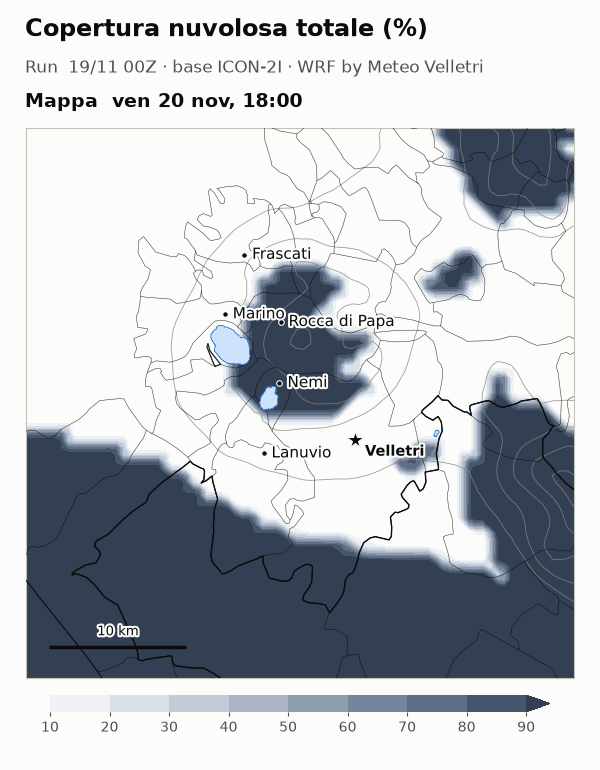 Copertura nuvolosa totale (%)
Run  19/11 00Z · base ICON-2I · WRF by Meteo Velletri
Mappa  ven 20 nov, 18:00
Frascati
Marino
Rocca di Papa
Nemi
Velletri
Lanuvio
10 km
10 20 30 40 50 60 70 80 90